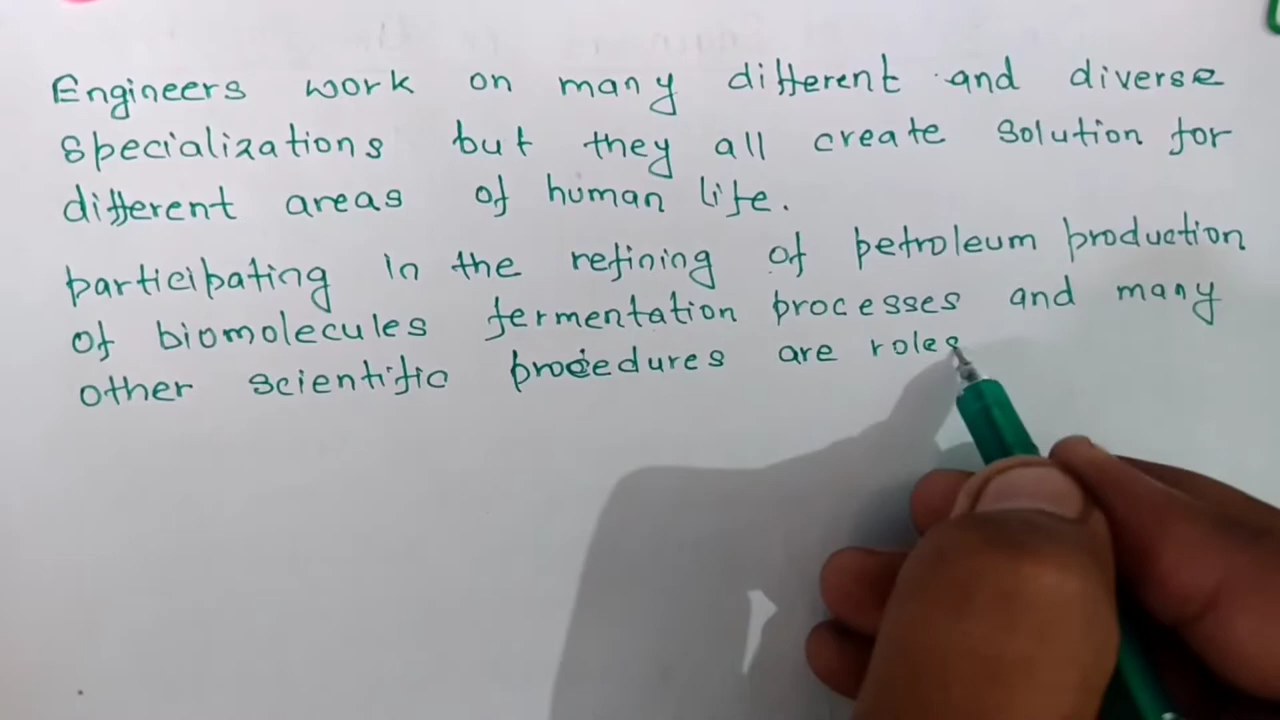 Engineers work on many different and diverse
specializations but they all create solution for
different areas of human life.
participating in the refining of petroleum production
of biomolecules fermentation processes and many
other scientific procedures are roles